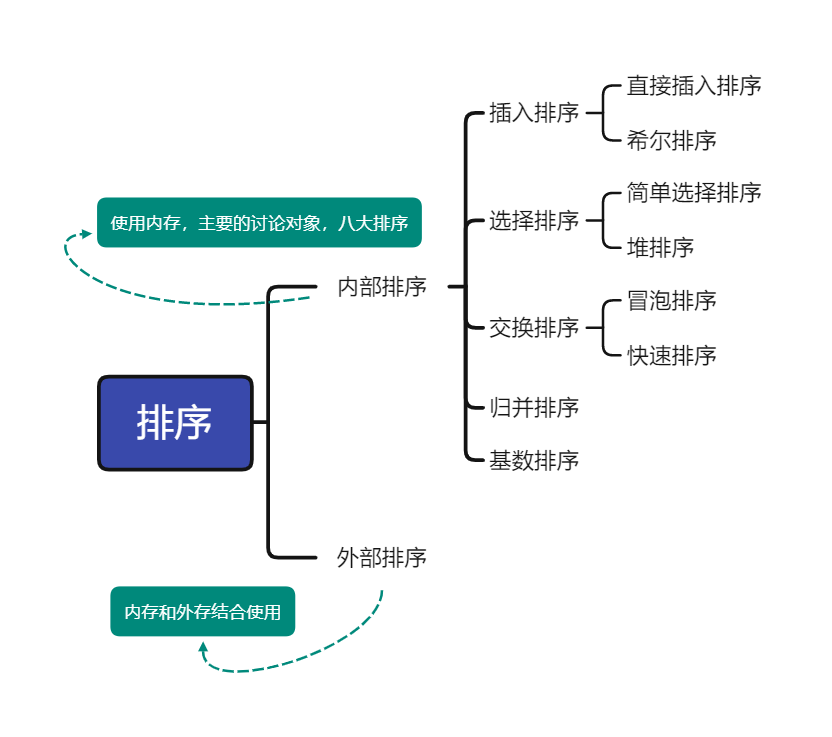 直接插入排序
插入排序
希尔排序
简单选择排序
使用内存，主要的讨论对象，八大排序
选择排序
堆排序
内部排序
冒泡排序
交换排序
快速排序
归并排序
排序
基数排序
外部排序
内存和外存结合使用